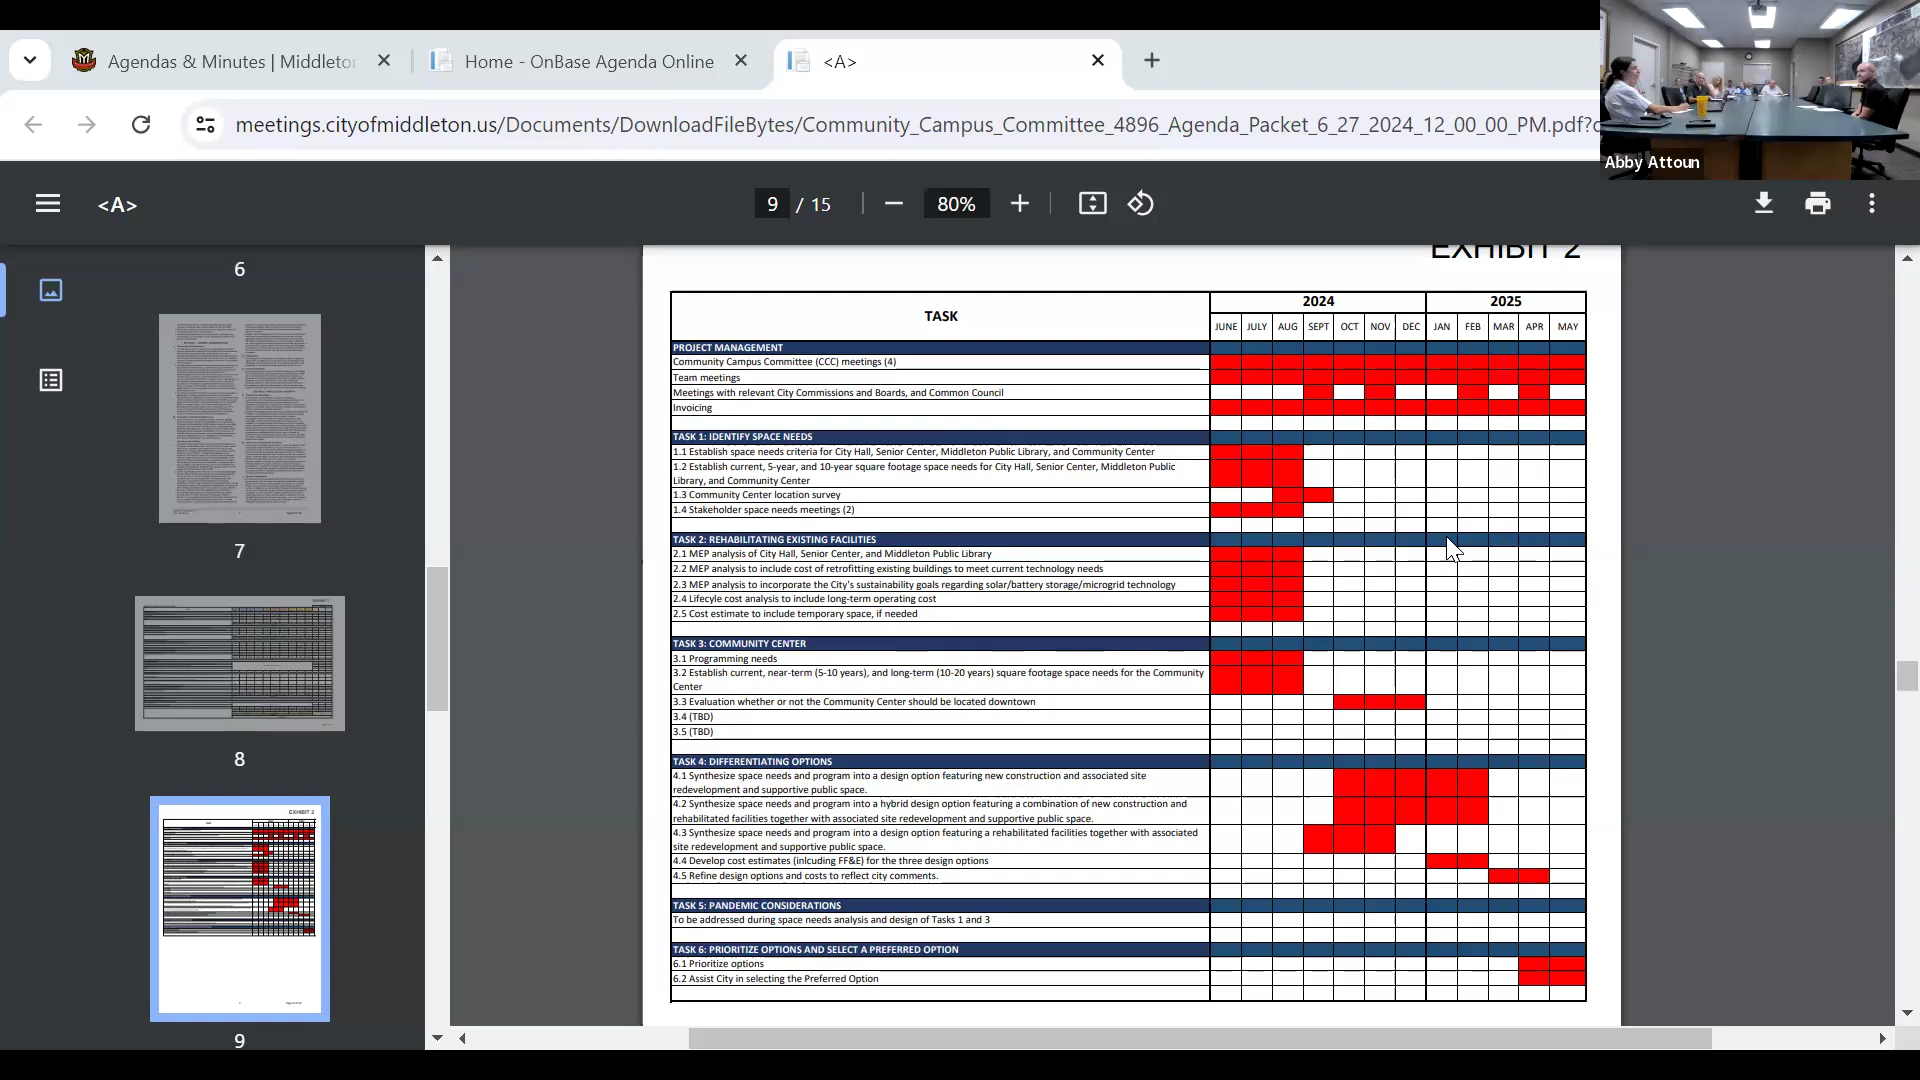 Agendas & Minutes | Middleton
Home - OnBase Agenda Online
<A>
meetings.cityofmiddleton.us/Documents/DownloadFileBytes/Community_Campus_Committee_4896_Agenda_Packet_6_27_2024_12_00_00_PM.pdf?
Abby Attoun
<A>
9 / 15
80%
6
7
8
9
EXHIBIT 2
TASK
2024
2025
JUNE JULY AUG SEPT OCT NOV DEC JAN FEB MAR APR MAY
PROJECT MANAGEMENT
Community Campus Committee (CCC) meetings (4)
Team meetings
Meetings with relevant City Commissions and Boards, and Common Council
Invoicing
TASK 1: IDENTIFY SPACE NEEDS
1.1 Establish space needs criteria for City Hall, Senior Center, Middleton Public Library, and Community Center
1.2 Establish current, 5-year, and 10-year square footage space needs for City Hall, Senior Center, Middleton Public
Library, and Community Center
1.3 Community Center location survey
1.4 Stakeholder space needs meetings (2)
TASK 2: REHABILITATING EXISTING FACILITIES
2.1 MEP analysis of City Hall, Senior Center, and Middleton Public Library
2.2 MEP analysis to include cost of retrofitting existing buildings to meet current technology needs
2.3 MEP analysis to incorporate the City's sustainability goals regarding solar/battery storage/microgrid technology
2.4 Lifecyle cost analysis to include long-term operating cost
2.5 Cost estimate to include temporary space, if needed
TASK 3: COMMUNITY CENTER
3.1 Programming needs
3.2 Establish current, near-term (5-10 years), and long-term (10-20 years) square footage space needs for the Community
Center
3.3 Evaluation whether or not the Community Center should be located downtown
3.4 (TBD)
3.5 (TBD)
TASK 4: DIFFERENTIATING OPTIONS
4.1 Synthesize space needs and program into a design option featuring new construction and associated site
redevelopment and supportive public space.
4.2 Synthesize space needs and program into a hybrid design option featuring a combination of new construction and
rehabilitated facilities together with associated site redevelopment and supportive public space.
4.3 Synthesize space needs and program into a design option featuring a rehabilitated facilities together with associated
site redevelopment and supportive public space.
4.4 Develop cost estimates (inlcuding FF&E) for the three design options
4.5 Refine design options and costs to reflect city comments.
TASK 5: PANDEMIC CONSIDERATIONS
To be addressed during space needs analysis and design of Tasks 1 and 3
TASK 6: PRIORITIZE OPTIONS AND SELECT A PREFERRED OPTION
6.1 Prioritize options
6.2 Assist City in selecting the Preferred Option